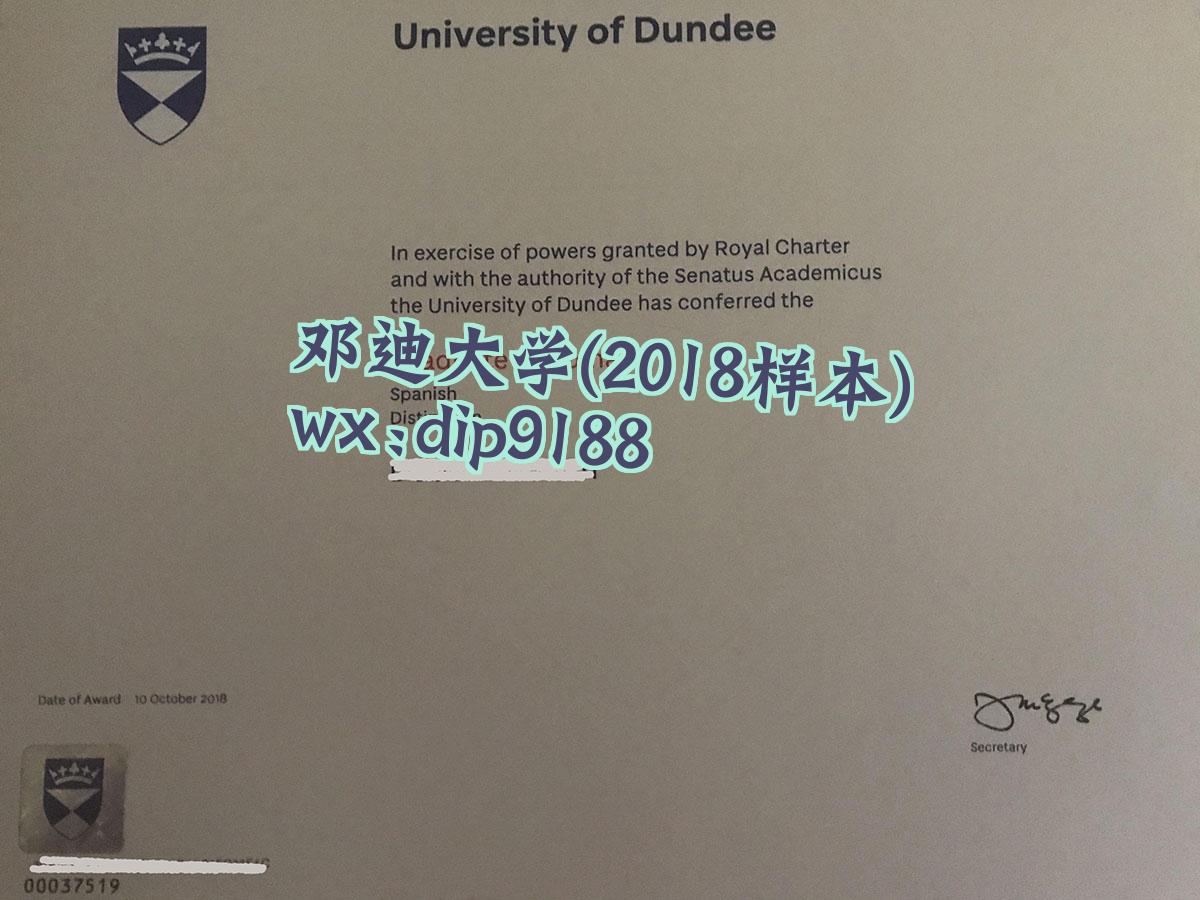 University of Dundee
In exercise of powers granted by Royal Charter
and with the authority of the Senatus Academicus
the University of Dundee has conferred the
邓迪大学(2018样本)
Spanish
wx:dip9188
Date of Award 10 October 2018
Secretary
00037519